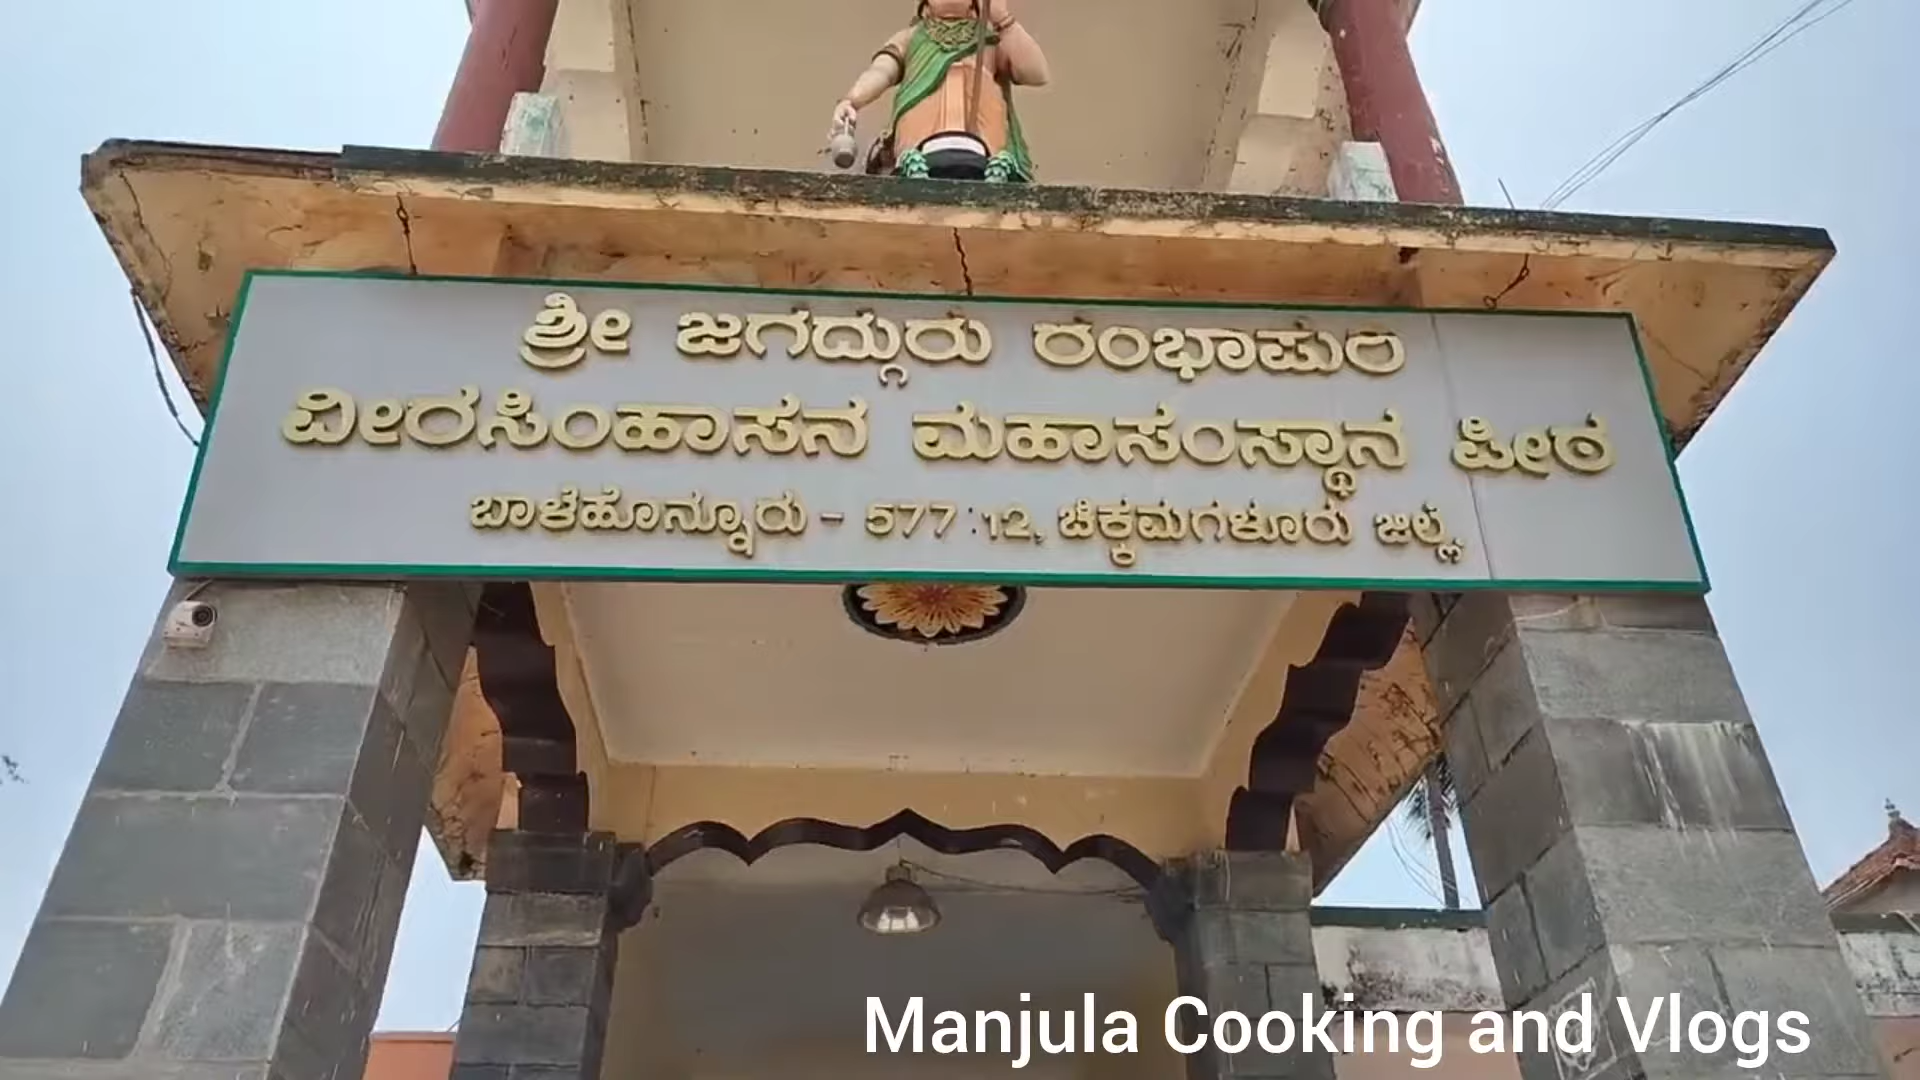 ಶ್ರೀ ಜಗದ್ಗುರು ರಂಭಾಪುರಿ
ವೀರಸಿಂಹಾಸನ ಮಹಾಸಂಸ್ಥಾನ ಪೀಠ
ಬಾಳೆಹೊನ್ನೂರು - 577 12, ಚಿಕ್ಕಮಗಳೂರು ಜಿಲ್ಲೆ
Manjula Cooking and Vlogs